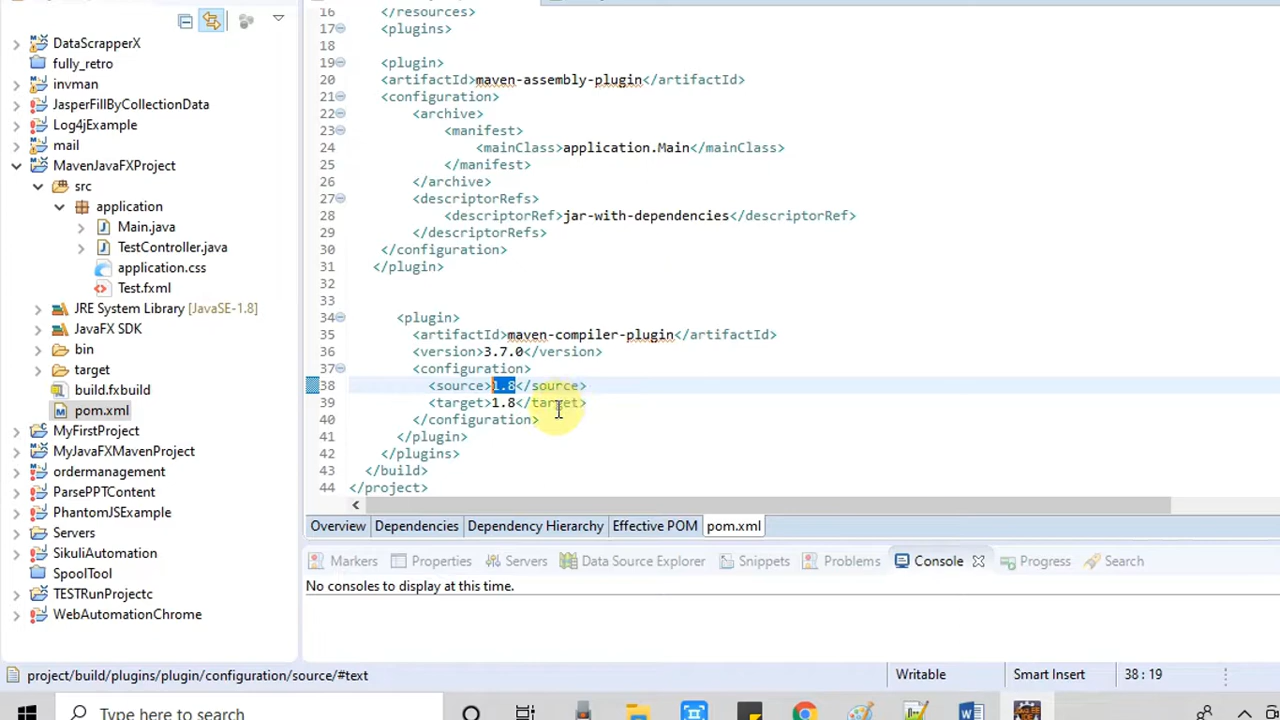 DataScrapperX
fully_retro
invman
JasperFillByCollectionData
Log4jExample
mail
MavenJavaFXProject
src
application
Main.java
TestController.java
application.css
Test.fxml
JRE System Library [JavaSE-1.8]
JavaFX SDK
bin
target
build.fxbuild
pom.xml
MyFirstProject
MyJavaFXMavenProject
ordermanagement
ParsePPTContent
PhantomJSExample
Servers
SikuliAutomation
SpoolTool
TESTRunProjectc
WebAutomationChrome
16 </resources>
17 <plugins>
18
19 <plugin>
20 <artifactId>maven-assembly-plugin</artifactId>
21 <configuration>
22 <archive>
23 <manifest>
24 <mainClass>application.Main</mainClass>
25 </manifest>
26 </archive>
27 <descriptorRefs>
28 <descriptorRef>jar-with-dependencies</descriptorRef>
29 </descriptorRefs>
30 </configuration>
31 </plugin>
32
33
34 <plugin>
35 <artifactId>maven-compiler-plugin</artifactId>
36 <version>3.7.0</version>
37 <configuration>
38 <source>1.8</source>
39 <target>1.8</target>
40 </configuration>
41 </plugin>
42 </plugins>
43 </build>
44 </project>
Overview Dependencies Dependency Hierarchy Effective POM pom.xml
Markers Properties Servers Data Source Explorer Snippets Problems Console Progress Search
No consoles to display at this time.
project/build/plugins/plugin/configuration/source/#text Writable Smart Insert 38 : 19
Type here to search